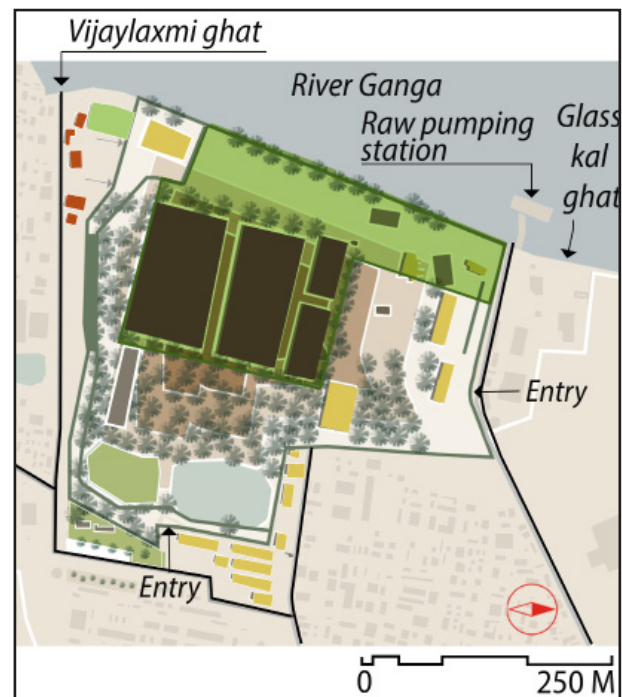 Vijaylaxmi ghat
River Ganga
Raw pumping
station
Glass
kal
ghat
Entry
Entry
0
250 M